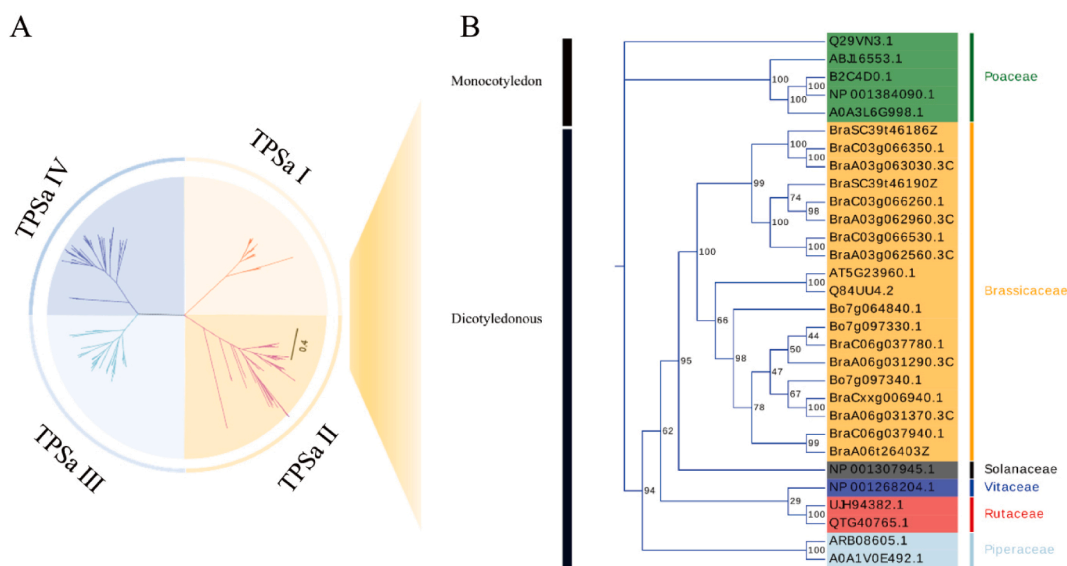 A
TPSa IV
TPSa I
TPSa III
TPSa II
0.4
B
Monocotyledon
Dicotyledonous
Q29VN3.1
ABJ16553.1
B2C4D0.1
NP 001384090.1
A0A3L6G998.1
BraSC39t46186Z
BraC03g066350.1
BraA03g063030.3C
BraSC39t46190Z
BraC03g066260.1
BraA03g062960.3C
BraC03g066530.1
BraA03g062560.3C
AT5G23960.1
Q84UU4.2
Bo7g064840.1
Bo7g097330.1
BraC06g037780.1
BraA06g031290.3C
Bo7g097340.1
BraCxxg006940.1
BraA06g031370.3C
BraC06g037940.1
BraA06t26403Z
NP 001307945.1
NP 001268204.1
UJH94382.1
QTG40765.1
ARB08605.1
A0A1V0E492.1
100
100
100
100
100
99
74
98
100
100
100
100
66
98
44
50
47
67
100
78
99
95
62
29
100
94
100
Poaceae
Brassicaceae
Solanaceae
Vitaceae
Rutaceae
Piperaceae